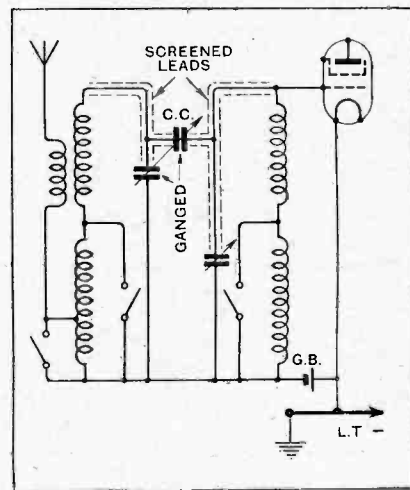 SCREENED
LEADS
C.C.
GANGED
G.B.
L.T -